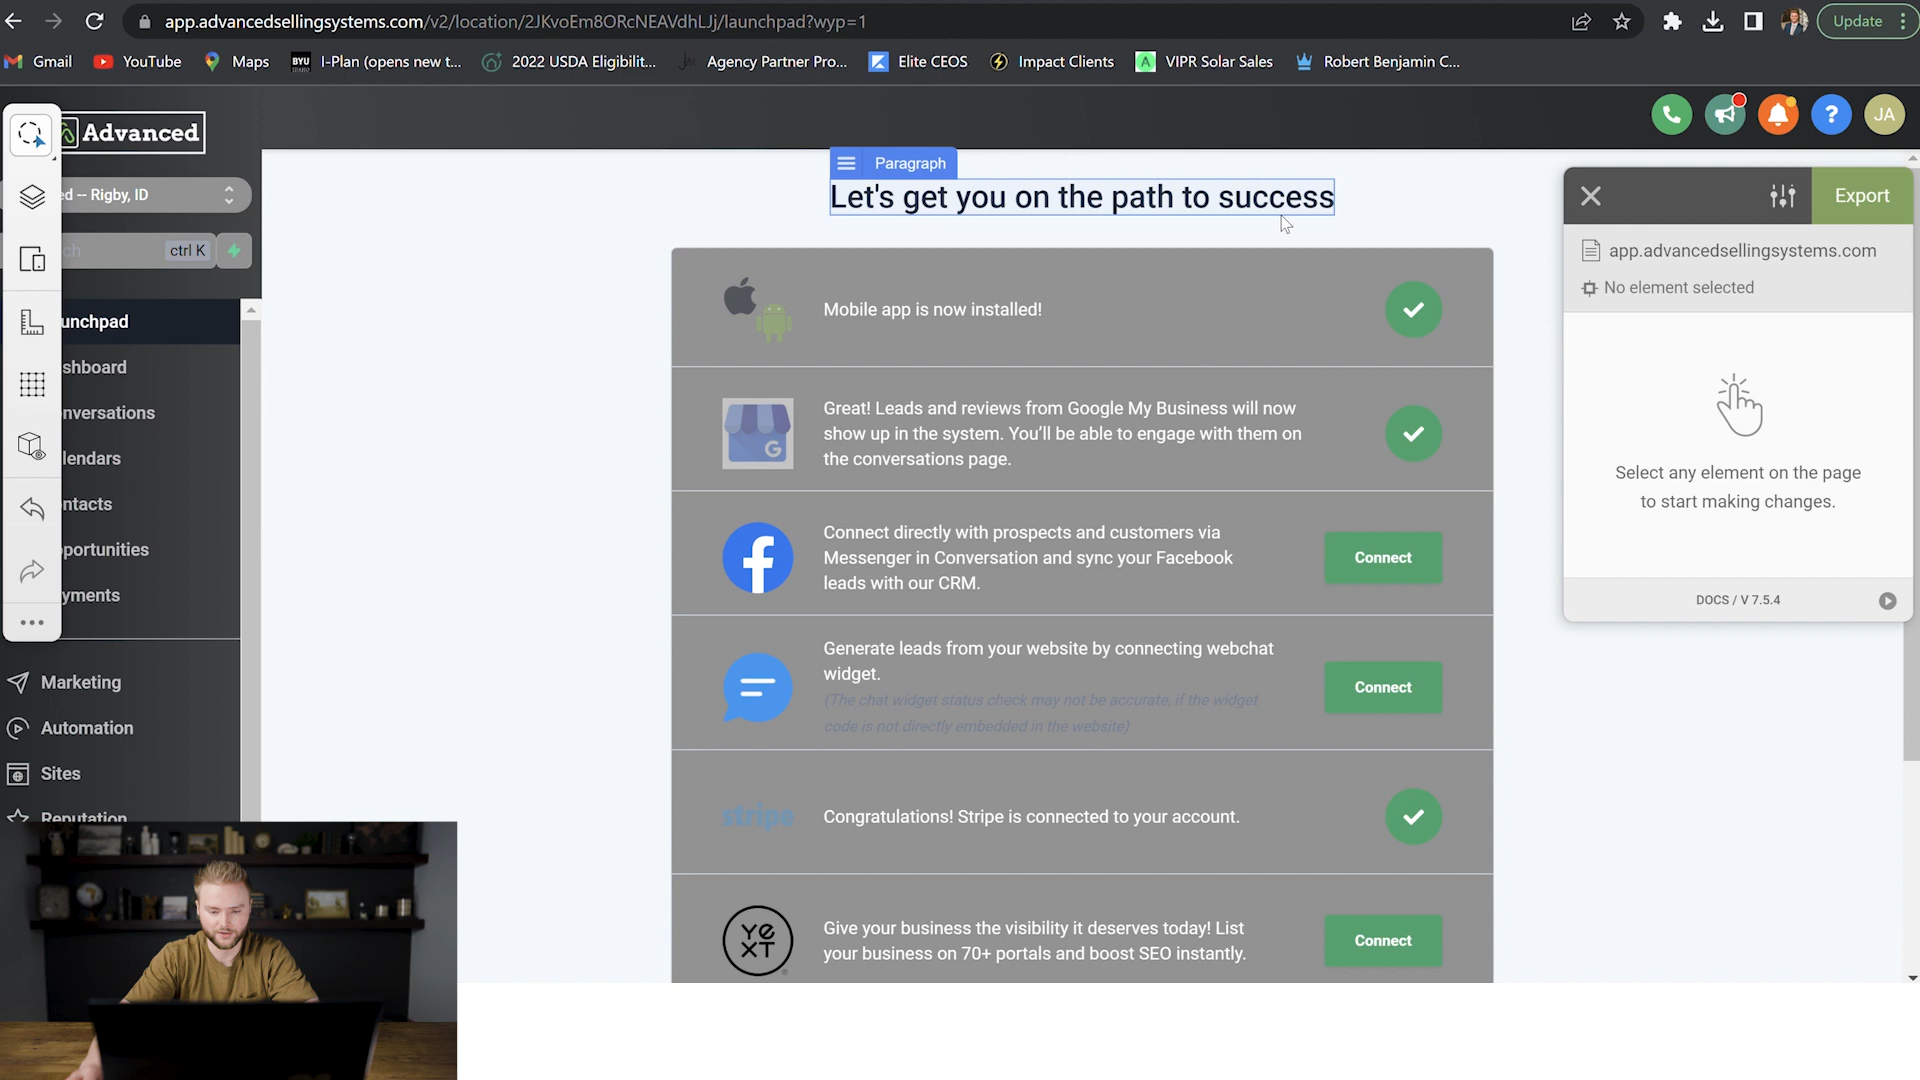 app.advancedsellingsystems.com/v2/location/2JKvoEm8ORcNEAVdhLJj/launchpad?wyp=1
Update
Gmail
YouTube
Maps
BYU
IDAHO
I-Plan (opens new t...
2022 USDA Eligibilit...
Agency Partner Pro...
Elite CEOS
Impact Clients
VIPR Solar Sales
Robert Benjamin C...
Advanced
JA
Paragraph
Let's get you on the path to success
ed -- Rigby, ID
ch
ctrl K
Export
app.advancedsellingsystems.com
No element selected
Select any element on the page
to start making changes.
DOCS / V 7.5.4
unchpad
shboard
nversations
lendars
ntacts
portunities
yments
Marketing
Automation
Sites
Reputation
Mobile app is now installed!
Great! Leads and reviews from Google My Business will now
show up in the system. You’ll be able to engage with them on
the conversations page.
G
Connect directly with prospects and customers via
Messenger in Conversation and sync your Facebook
leads with our CRM.
Connect
Generate leads from your website by connecting webchat
widget.
(The chat widget status check may not be accurate, if the widget
code is not directly embedded in the website)
Connect
stripe
Congratulations! Stripe is connected to your account.
YeXT
Give your business the visibility it deserves today! List
your business on 70+ portals and boost SEO instantly.
Connect